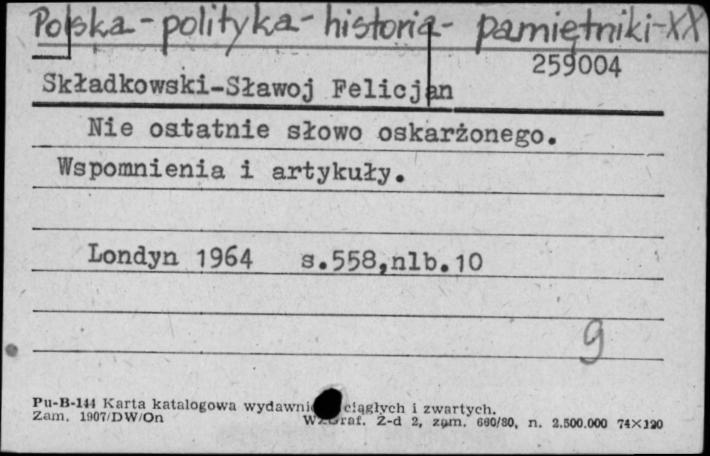 Polska - polityka - historia - pamiętniki - XX
259004
Składkowski-Sławoj Felicjan
Nie ostatnie słowo oskarżonego.
Wspomnienia i artykuły.
Londyn 1964 s.558,nlb.10
9
Pu-B-144 Karta katalogowa ciągłych i zwartych.
Zam. 1907/DW/On Z-d 2, zam. 660/80, n. 2.500.000 74×120